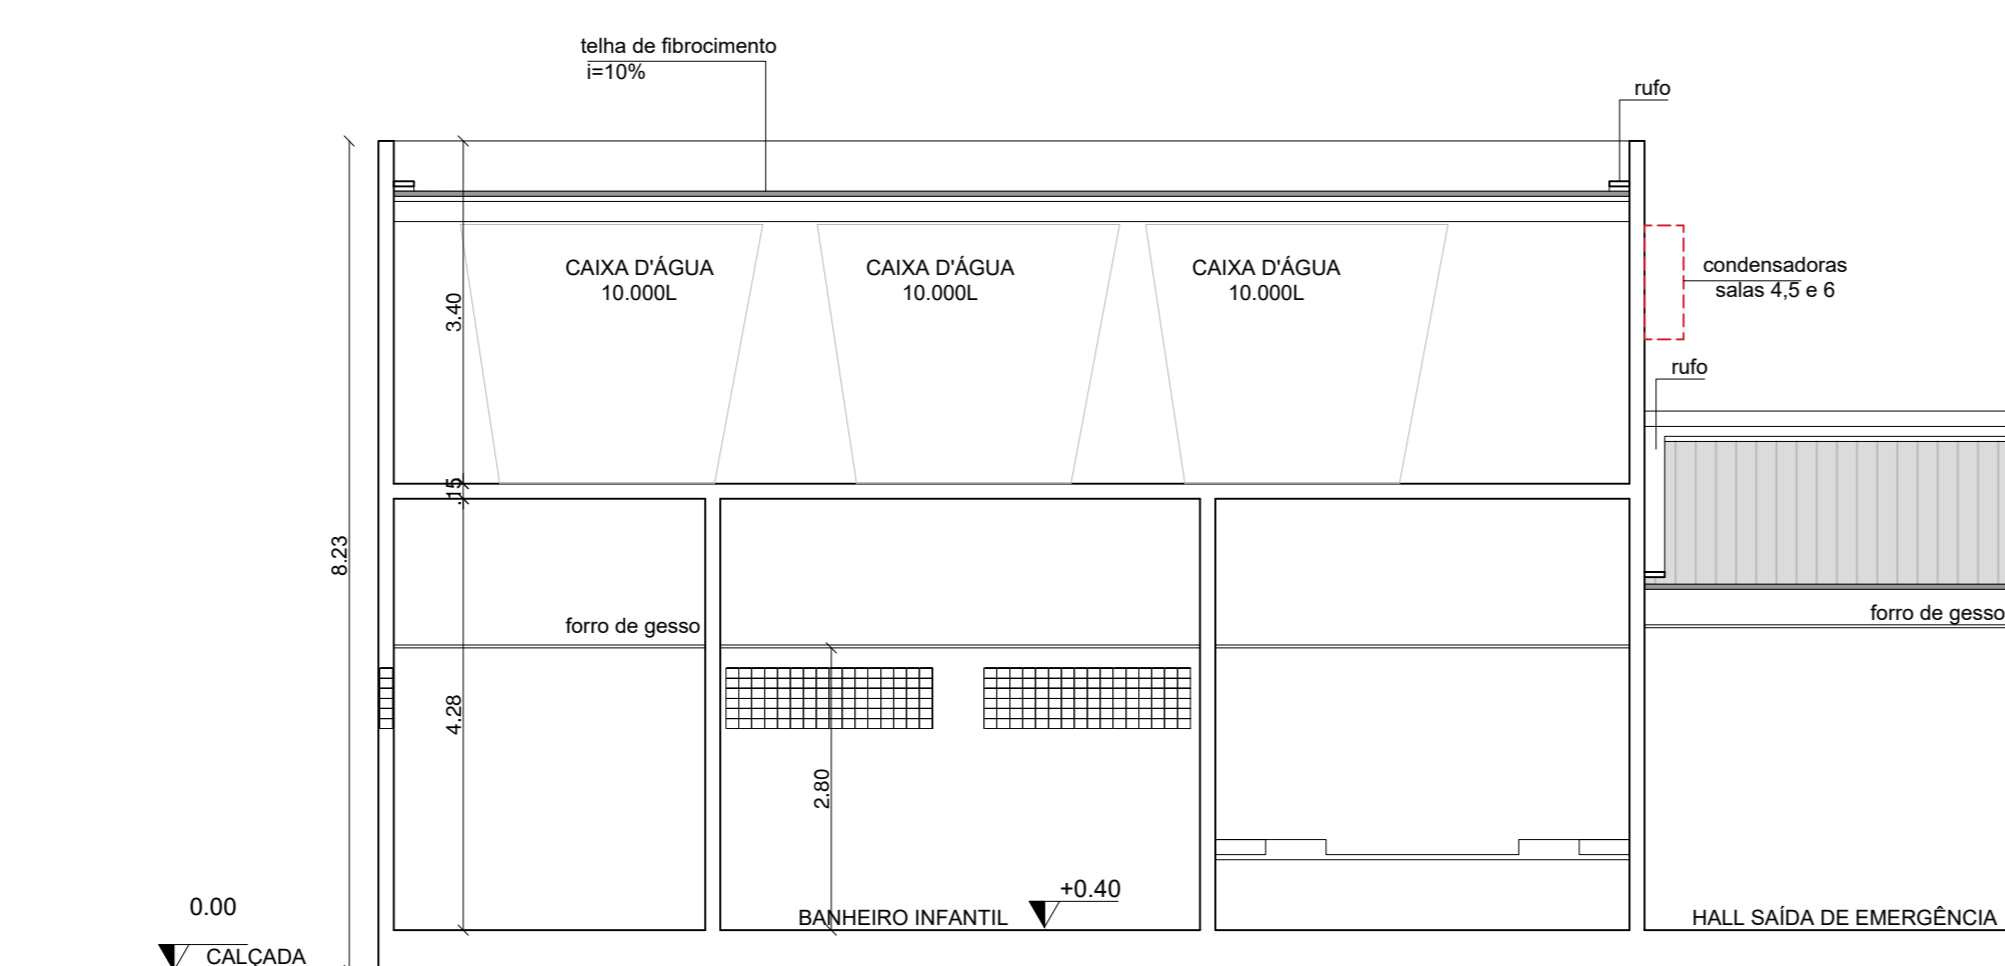 telha de fibrocimento
i=10%
rufo
CAIXA D'ÁGUA
10.000L
CAIXA D'ÁGUA
10.000L
CAIXA D'ÁGUA
10.000L
condensadoras
salas 4,5 e 6
3.40
rufo
.15
8.23
forro de gesso
forro de gesso
4.28
2.80
+0.40
0.00
BANHEIRO INFANTIL
HALL SAÍDA DE EMERGÊNCIA
CALÇADA